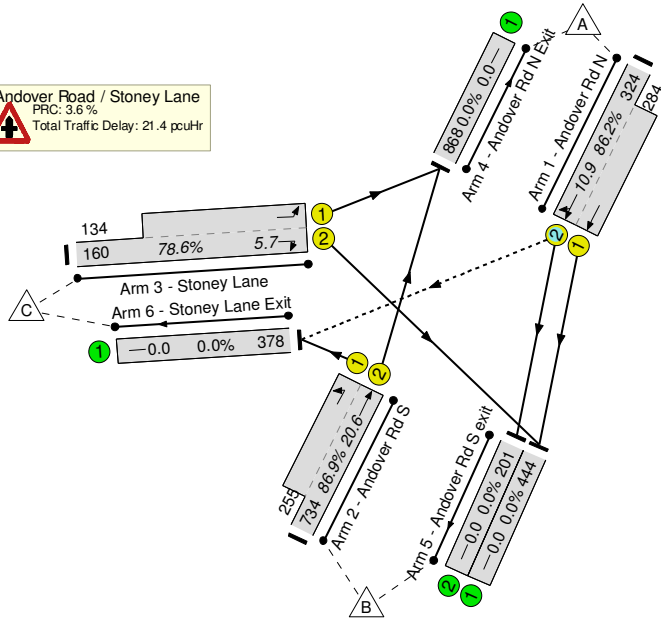 Andover Road / Stoney Lane
PRC: 3.6 %
Total Traffic Delay: 21.4 pcuHr
1
A
868 0.0% 0.0
Arm 4 - Andover Rd N Exit
Arm 1 - Andover Rd N
10.9 86.2% 324
284
2
1
134
160 78.6% 5.7
1
2
Arm 3 - Stoney Lane
C
Arm 6 - Stoney Lane Exit
1
0.0 0.0% 378
1
2
255
734 86.9% 20.6
Arm 2 - Andover Rd S
Arm 5 - Andover Rd S exit
0.0 0.0% 201
0.0 0.0% 444
2
1
B